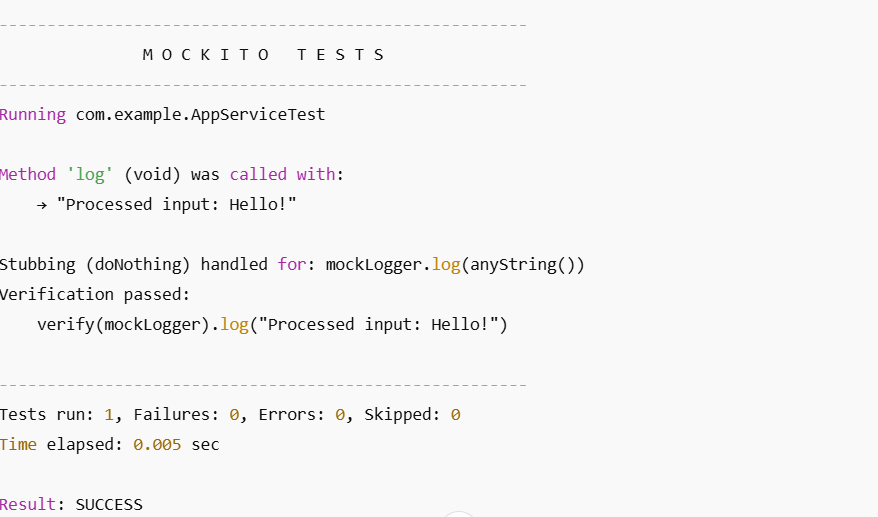 -------------------------------------------------------
M O C K I T O   T E S T S
-------------------------------------------------------
Running com.example.AppServiceTest
Method 'log' (void) was called with:
→ "Processed input: Hello!"
Stubbing (doNothing) handled for: mockLogger.log(anyString())
Verification passed:
verify(mockLogger).log("Processed input: Hello!")
-------------------------------------------------------
Tests run: 1, Failures: 0, Errors: 0, Skipped: 0
Time elapsed: 0.005 sec
Result: SUCCESS